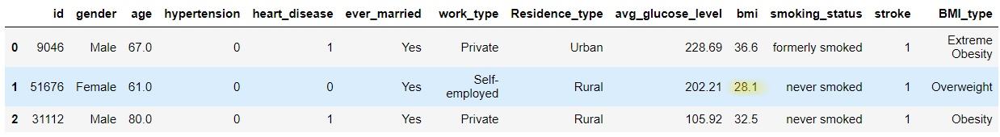 id gender age hypertension heart_disease ever_married work_type Residence_type avg_glucose_level bmi smoking_status stroke BMI_type
0 9046 Male 67.0 0 1 Yes Private Urban 228.69 36.6 formerly smoked 1 Extreme Obesity
1 51676 Female 61.0 0 0 Yes Self-employed Rural 202.21 28.1 never smoked 1 Overweight
2 31112 Male 80.0 0 1 Yes Private Rural 105.92 32.5 never smoked 1 Obesity